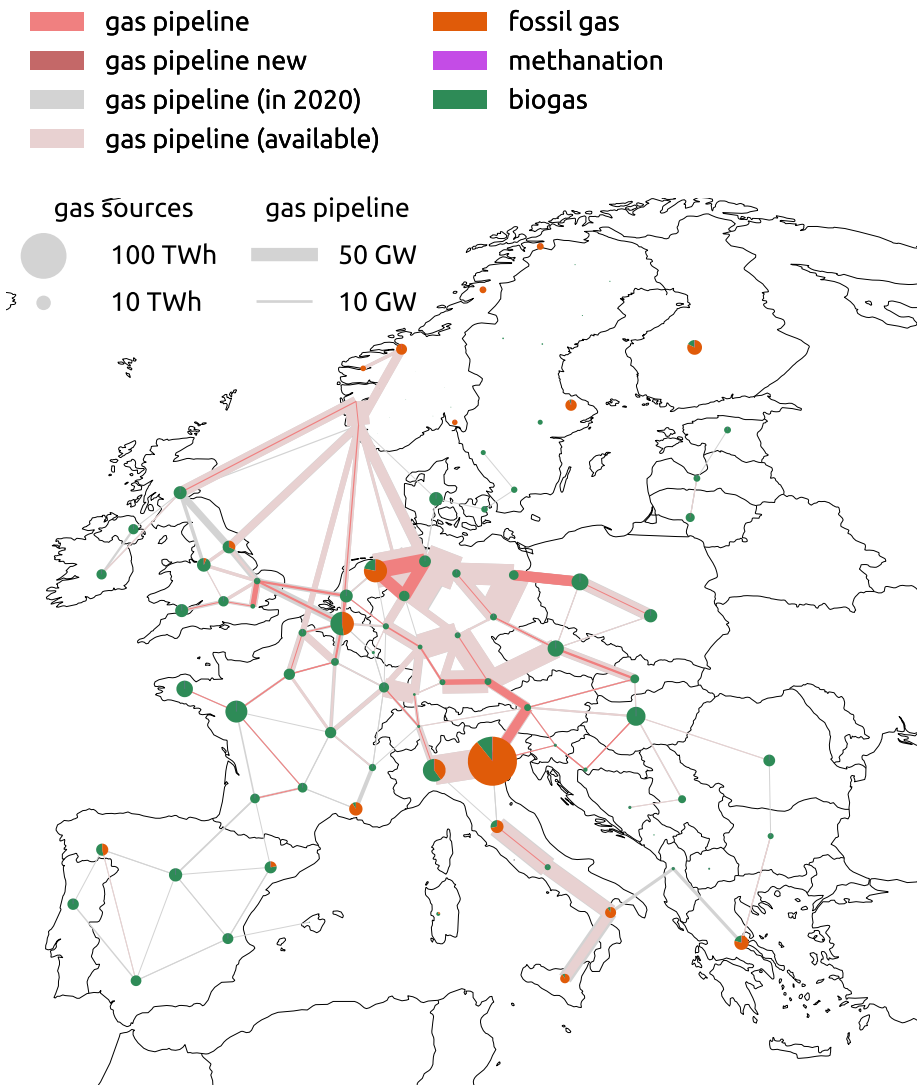 gas pipeline
gas pipeline new
gas pipeline (in 2020)
gas pipeline (available)
fossil gas
methanation
biogas
gas sources
100 TWh
10 TWh
gas pipeline
50 GW
10 GW